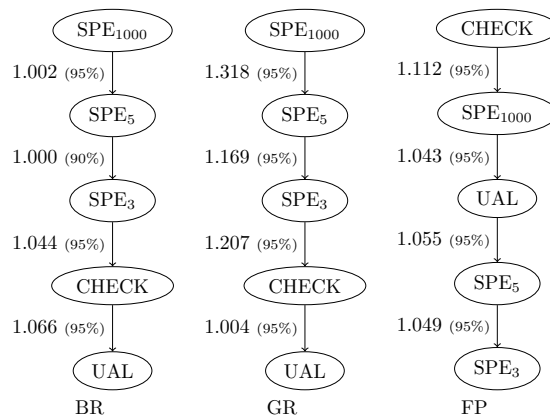 SPE1000 SPE1000 CHECK
1.002 (95%) 1.318 (95%) 1.112 (95%)
SPE5 SPE5 SPE1000
1.000 (90%) 1.169 (95%) 1.043 (95%)
SPE3 SPE3 UAL
1.044 (95%) 1.207 (95%) 1.055 (95%)
CHECK CHECK SPE5
1.066 (95%) 1.004 (95%) 1.049 (95%)
UAL UAL SPE3
BR GR FP